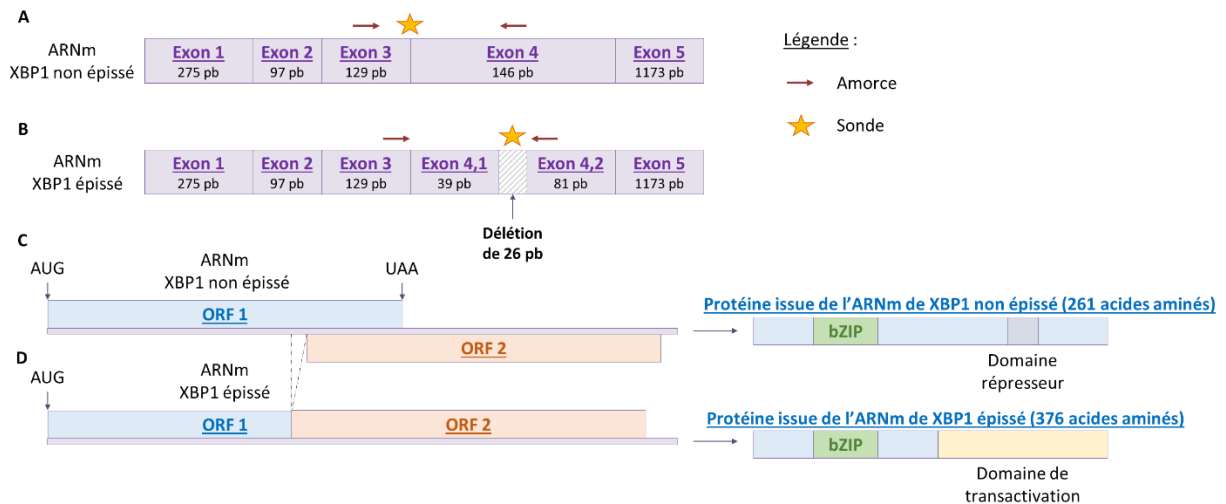 A
ARNm
XBP1 non épissé
Exon 1
275 pb
Exon 2
97 pb
Exon 3
129 pb
Exon 4
146 pb
Exon 5
1173 pb
Légende :
Amorce
Sonde
B
ARNm
XBP1 épissé
Exon 1
275 pb
Exon 2
97 pb
Exon 3
129 pb
Exon 4,1
39 pb
Exon 4,2
81 pb
Exon 5
1173 pb
Délétion
de 26 pb
C
AUG
ARNm
XBP1 non épissé
UAA
ORF 1
ORF 2
Protéine issue de l'ARNm de XBP1 non épissé (261 acides aminés)
bZIP
Domaine
répresseur
D
AUG
ARNm
XBP1 épissé
ORF 1
ORF 2
Protéine issue de l'ARNm de XBP1 épissé (376 acides aminés)
bZIP
Domaine de
transactivation